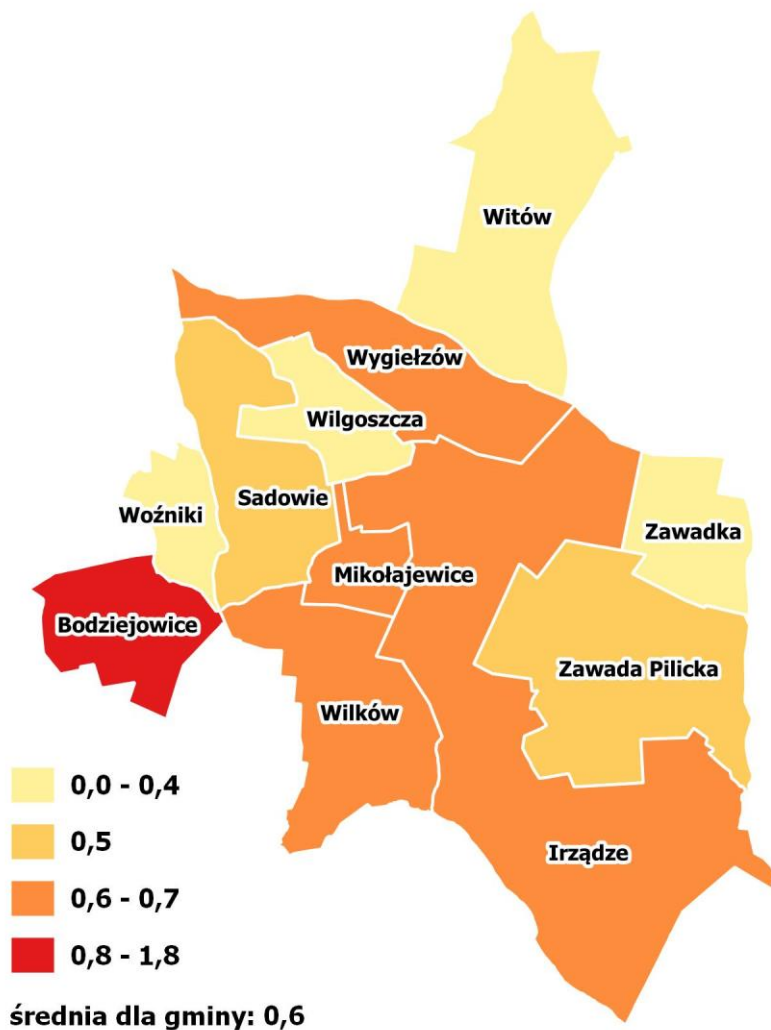 Witów
Wygiełzów
Wilgoszcza
Sadowie
Woźniki
Zawadka
Mikołajewice
Bodziejowice
Zawada Pilicka
Wilków
Irządze
0,0 - 0,4
0,5
0,6 - 0,7
0,8 - 1,8
średnia dla gminy: 0,6